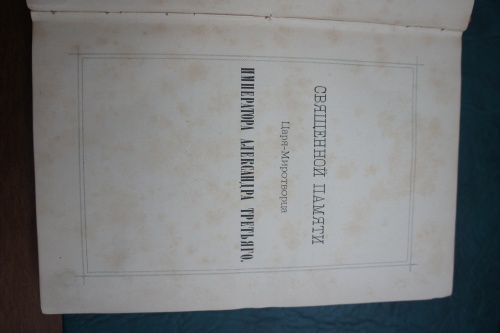 СВЯЩЕННОЙ ПАМЯТИ
Царя-Миротворца
ИМПЕРАТОРА АЛЕКСАНДРА ТРЕТЬЯГО.